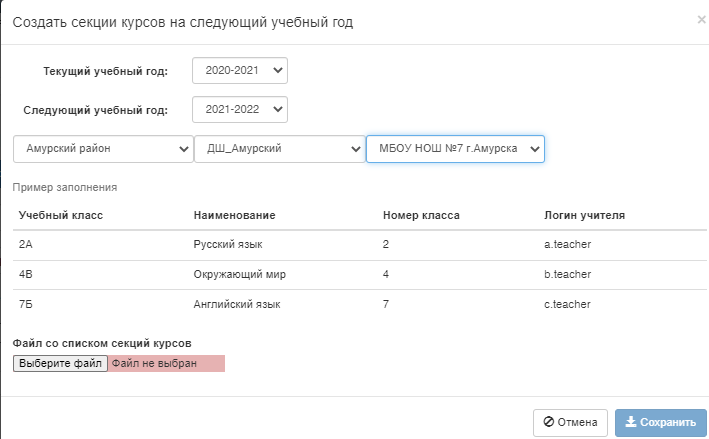 Создать секции курсов на следующий учебный год ×
Текущий учебный год: 2020-2021
Следующий учебный год: 2021-2022
Амурский район ДШ_Амурский МБОУ НОШ №7 г.Амурска
Пример заполнения
Учебный класс Наименование Номер класса Логин учителя
2А Русский язык 2 a.teacher
4В Окружающий мир 4 b.teacher
7Б Английский язык 7 c.teacher
Файл со списком секций курсов
Выберите файл Файл не выбран
Отмена Сохранить